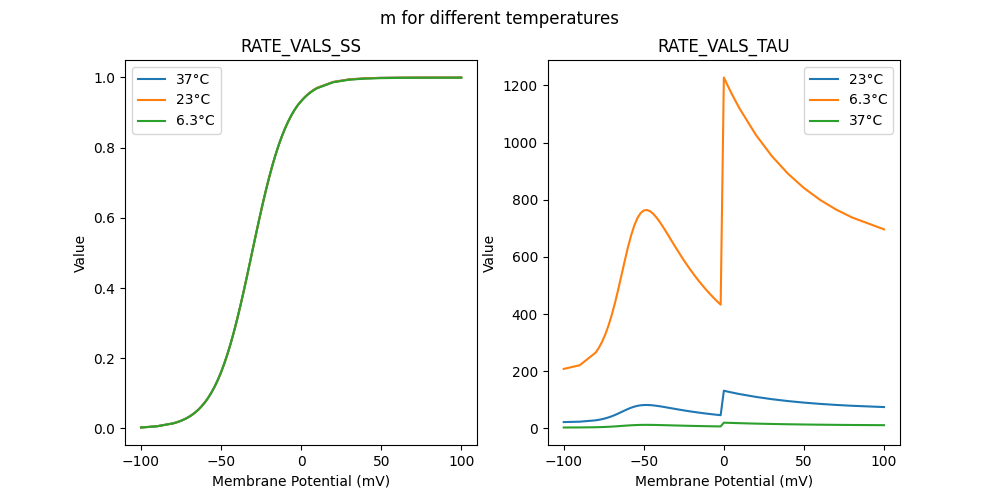 m for different temperatures
RATE_VALS_SS
RATE_VALS_TAU
1.0
0.8
0.6
0.4
0.2
0.0
Value
37°C
23°C
6.3°C
−100
−50
0
50
100
Membrane Potential (mV)
1200
1000
800
600
400
200
0
Value
23°C
6.3°C
37°C
−100
−50
0
50
100
Membrane Potential (mV)